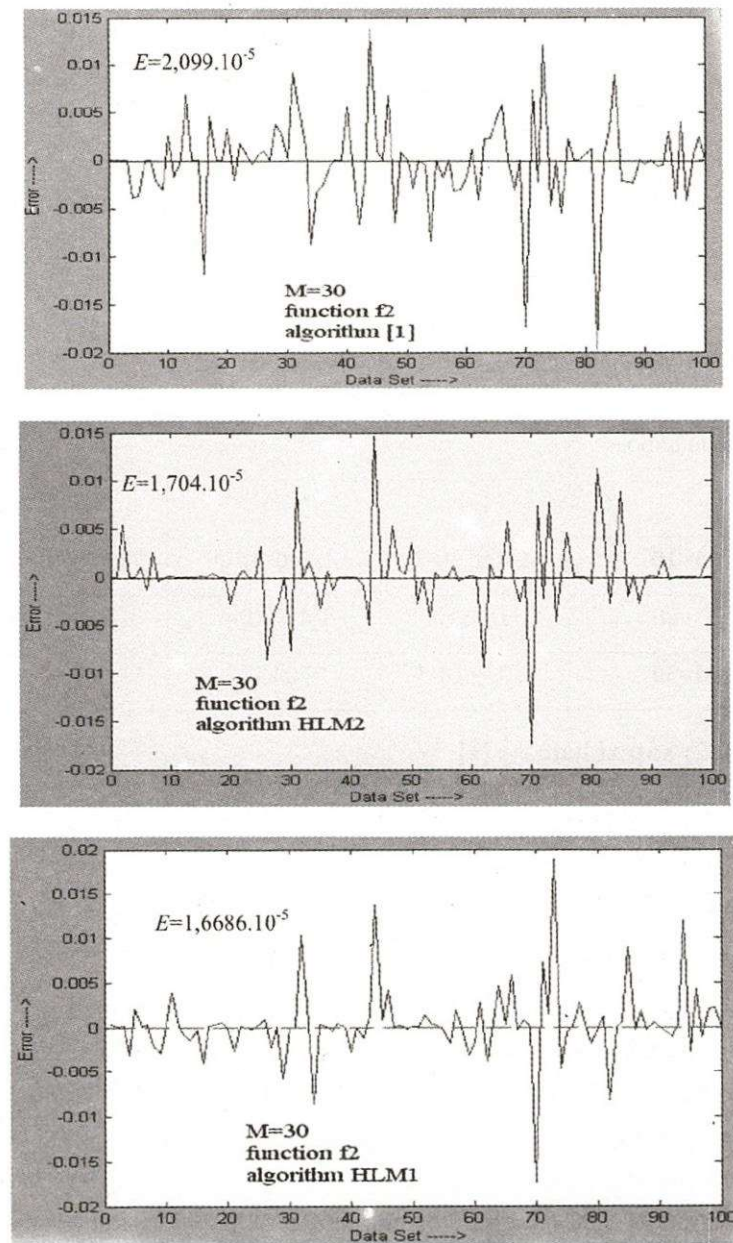 0.015
E=2,099.10⁻⁵
0.01
0.005
0
-0.005
-0.01
-0.015
-0.02
Error ---->
M=30
function f2
algorithm [1]
0 10 20 30 40 50 60 70 80 90 100
Data Set ----->
0.015
0.01
E=1,704.10⁻⁵
0.005
0
-0.005
-0.01
-0.015
-0.02
Error ---->
M=30
function f2
algorithm HLM2
0 10 20 30 40 50 60 70 80 90 100
Data Set ----->
0.02
0.015
E=1,6686.10⁻⁵
0.01
0.005
0
-0.005
-0.01
-0.015
-0.02
Error ---->
M=30
function f2
algorithm HLM1
0 10 20 30 40 50 60 70 80 90 100
Data Set ----->